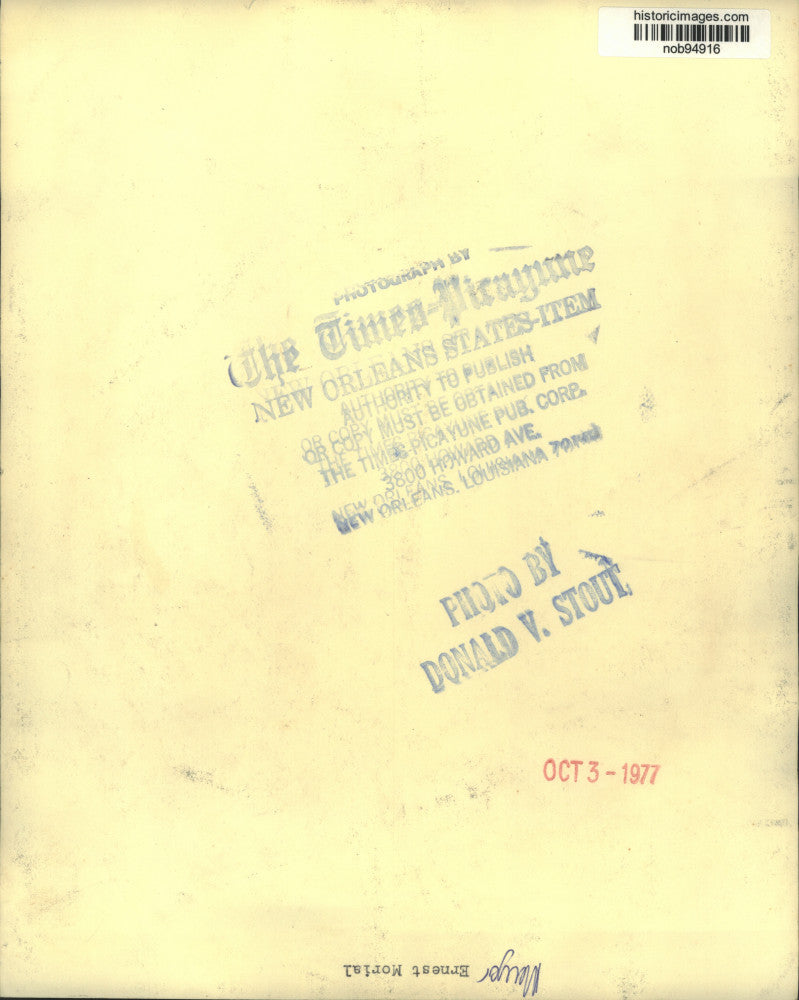 historicimages.com
nob94916
PHOTOGRAPH BY
The Times-Picayune
NEW ORLEANS STATES-ITEM
AUTHORITY TO PUBLISH
OR COPY MUST BE OBTAINED FROM
THE TIMES PICAYUNE PUB. CORP.
3800 HOWARD AVE.
NEW ORLEANS, LOUISIANA
PHOTO BY
DONALD V. STOUT
OCT 3 - 1977
Mayor Ernest Morial